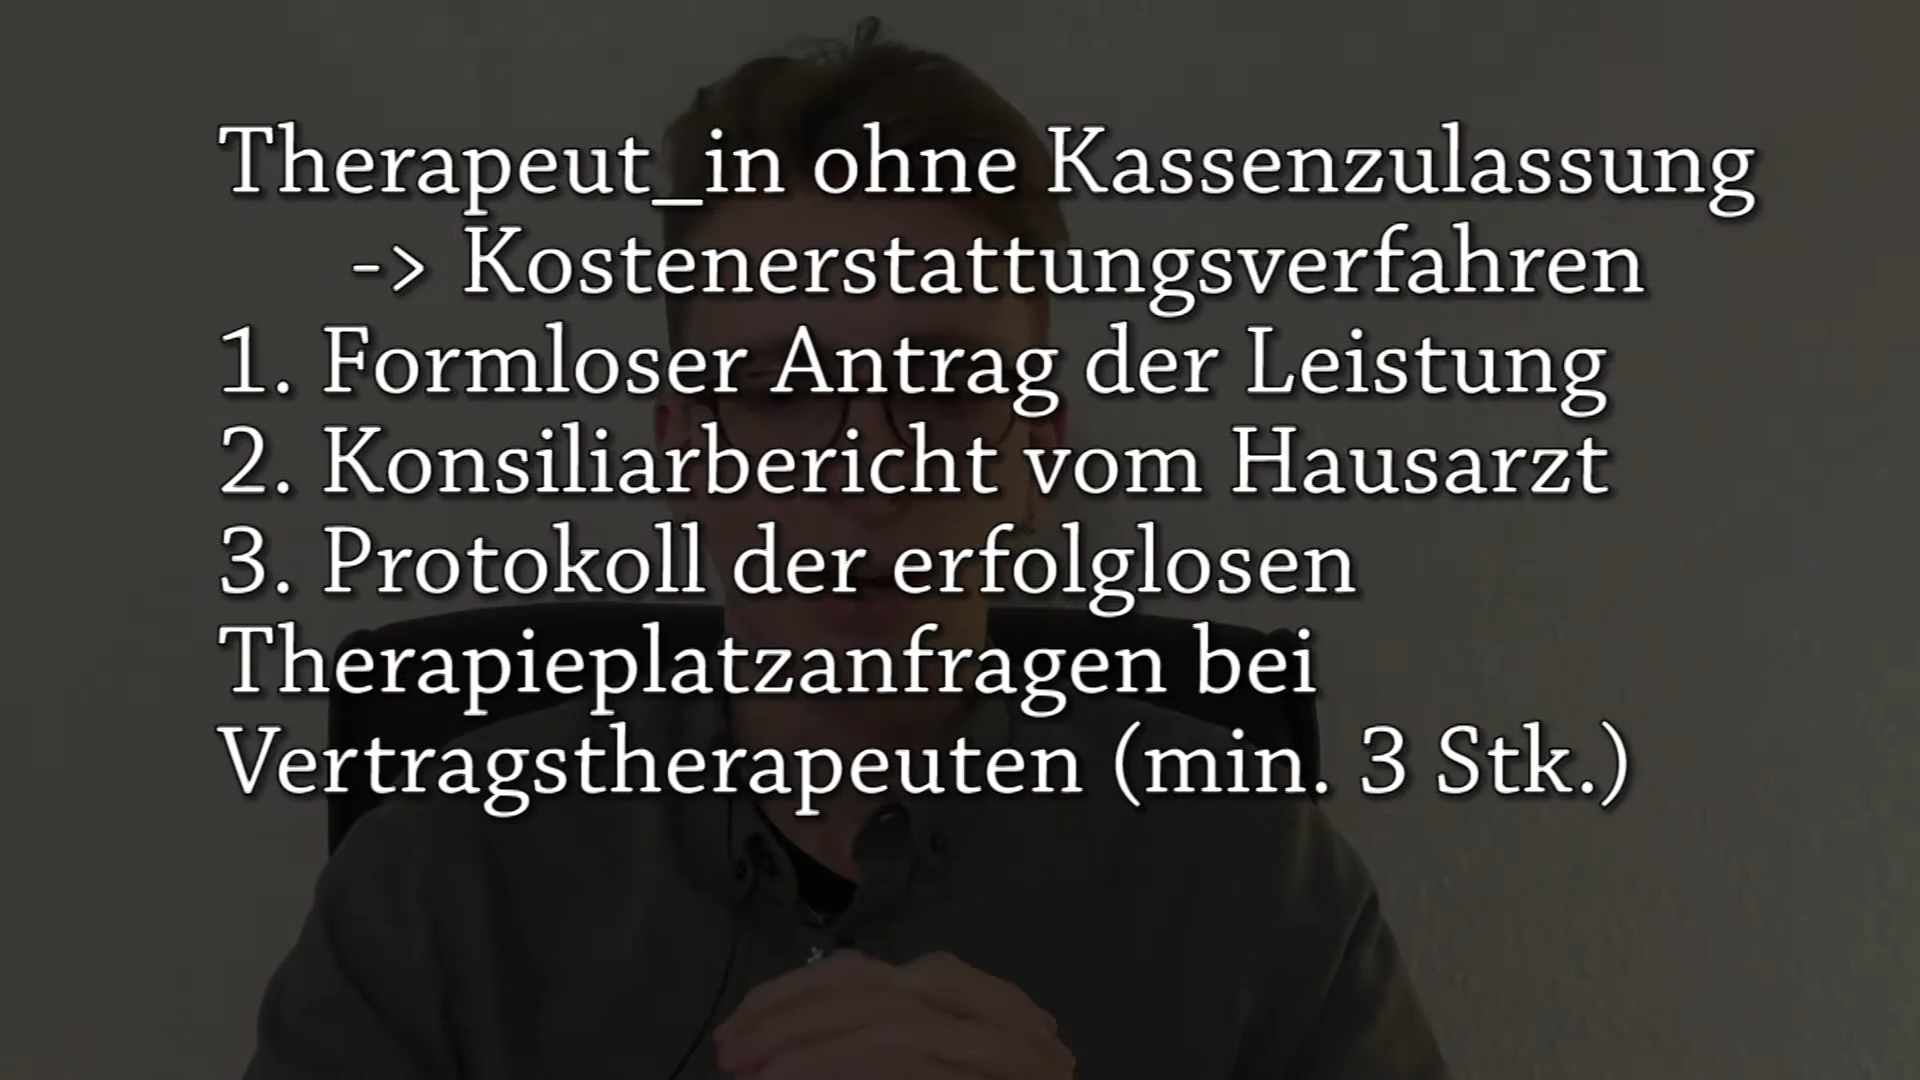 Therapeut_in ohne Kassenzulassung
-> Kostenerstattungsverfahren
1. Formloser Antrag der Leistung
2. Konsiliarbericht vom Hausarzt
3. Protokoll der erfolglosen
Therapieplatzanfragen bei
Vertragstherapeuten (min. 3 Stk.)